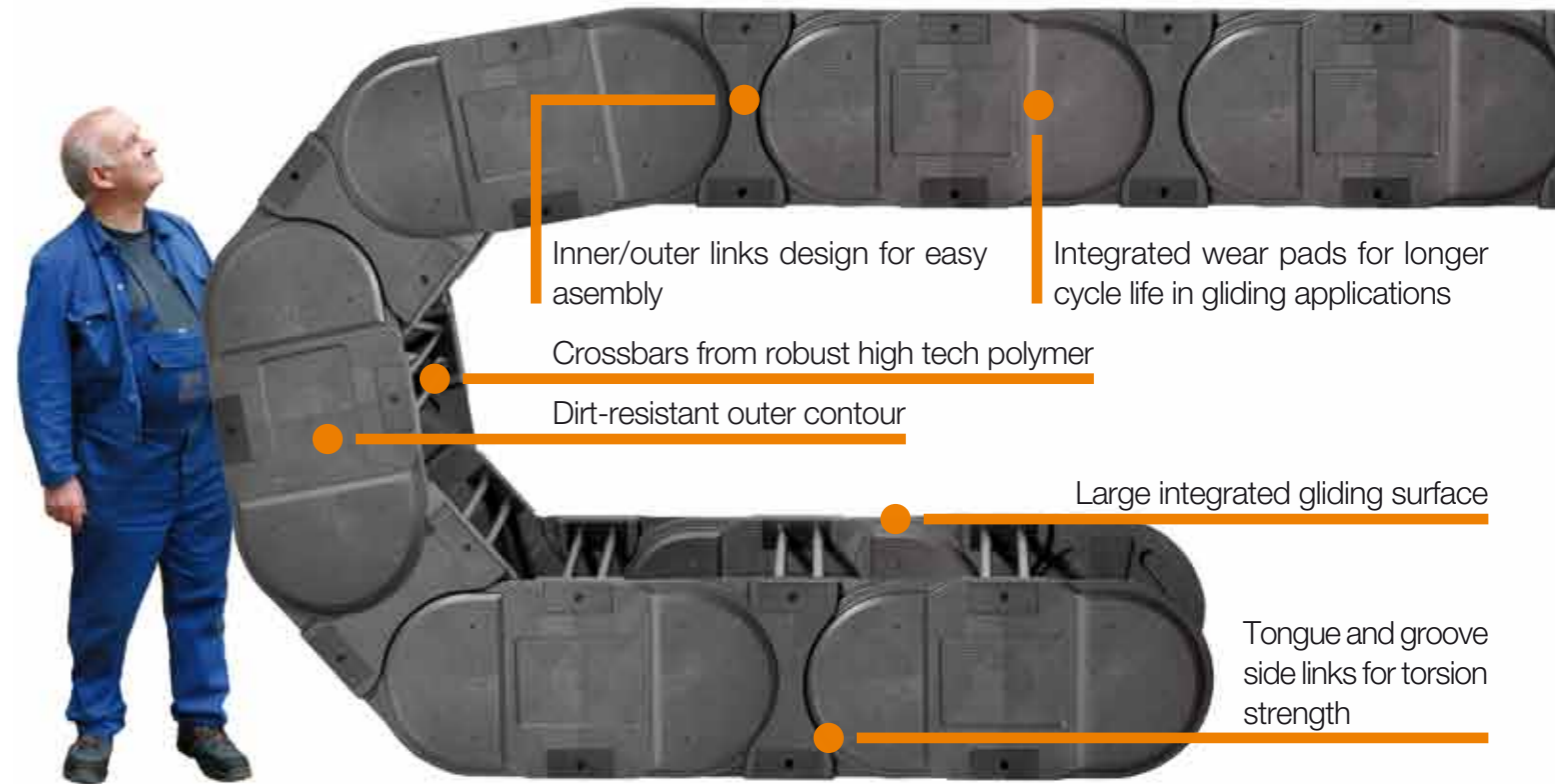 Inner/outer links design for easy
asembly
Integrated wear pads for longer
cycle life in gliding applications
Crossbars from robust high tech polymer
Dirt-resistant outer contour
Large integrated gliding surface
Tongue and groove
side links for torsion
strength